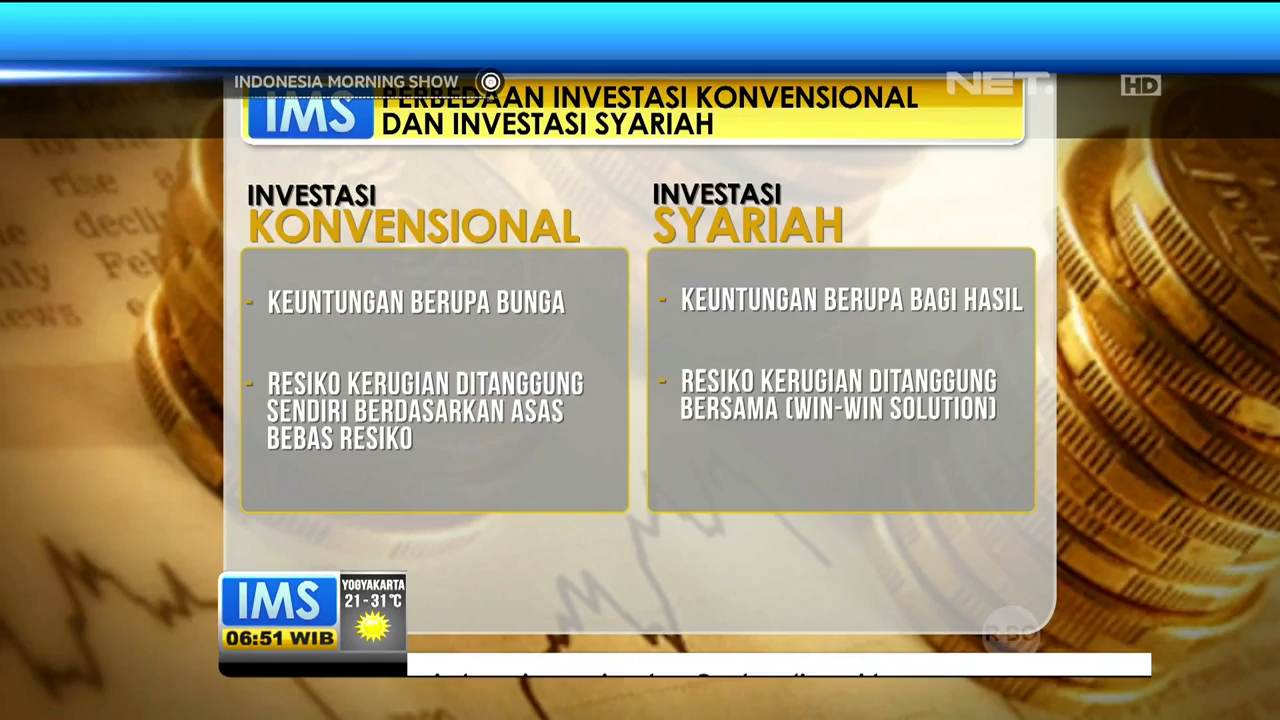 INDONESIA MORNING SHOW
NET.
HD
IMS
PERBEDAAN INVESTASI KONVENSIONAL
DAN INVESTASI SYARIAH
INVESTASI
KONVENSIONAL
- KEUNTUNGAN BERUPA BUNGA
- RESIKO KERUGIAN DITANGGUNG
SENDIRI BERDASARKAN ASAS
BEBAS RESIKO
INVESTASI
SYARIAH
- KEUNTUNGAN BERUPA BAGI HASIL
- RESIKO KERUGIAN DITANGGUNG
BERSAMA (WIN-WIN SOLUTION)
rise
IMS
YOGYAKARTA
21-31°C
06:51 WIB
R-BO